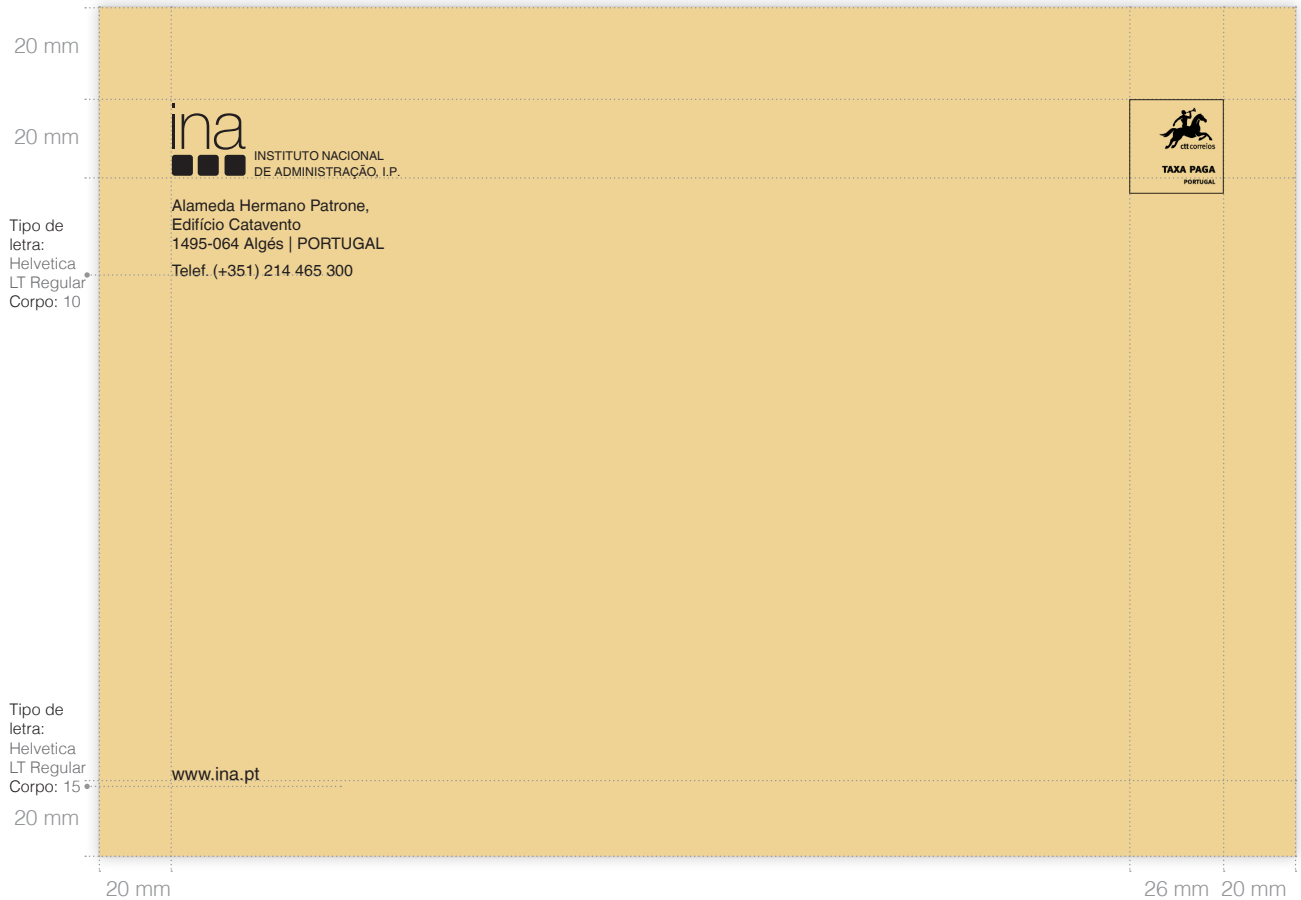 20 mm
20 mm
ina
INSTITUTO NACIONAL
DE ADMINISTRAÇÃO, I.P.
ctt correios
TAXA PAGA
PORTUGAL
Alameda Hermano Patrone,
Edifício Catavento
1495-064 Algés | PORTUGAL
Telef. (+351) 214 465 300
Tipo de
letra:
Helvetica
LT Regular
Corpo: 10
Tipo de
letra:
Helvetica
LT Regular
Corpo: 15
www.ina.pt
20 mm
20 mm
26 mm
20 mm